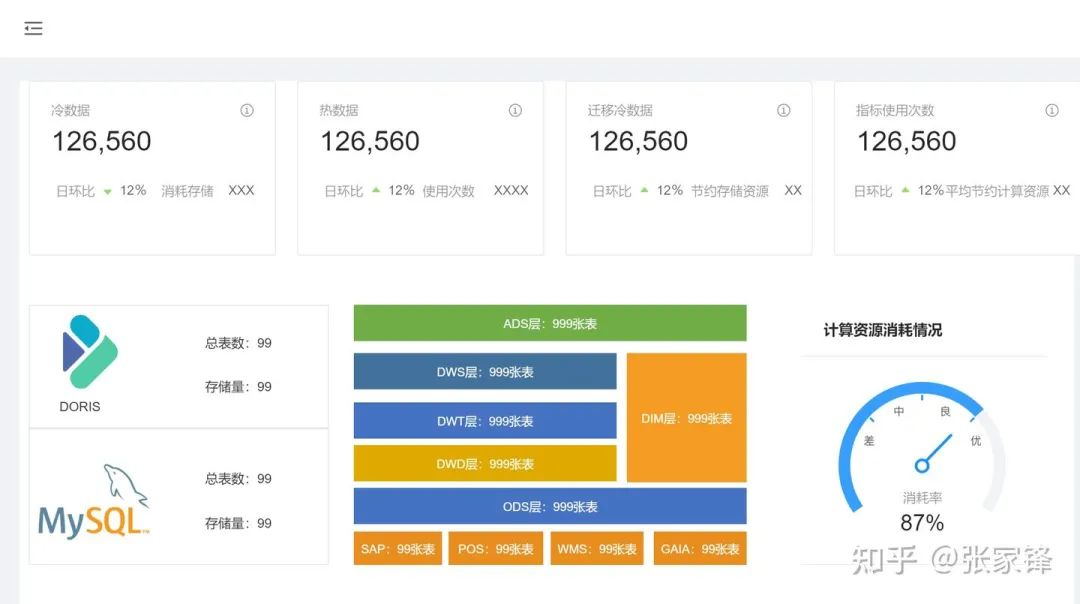 冷数据
126,560
日环比 12% 消耗存储 XXX
热数据
126,560
日环比 12% 使用次数 XXXX
迁移冷数据
126,560
日环比 12% 节约存储资源 XX
指标使用次数
126,560
日环比 12%平均节约计算资源 XX
DORIS
总表数：99
存储量：99
MySQL™
总表数：99
存储量：99
ADS层：999张表
DWS层：999张表
DWT层：999张表
DWD层：999张表
DIM层：999张表
ODS层：999张表
SAP：99张表
POS：99张表
WMS：99张表
GAIA：99张表
计算资源消耗情况
差
中
良
优
消耗率
87%
知乎 @张家锋